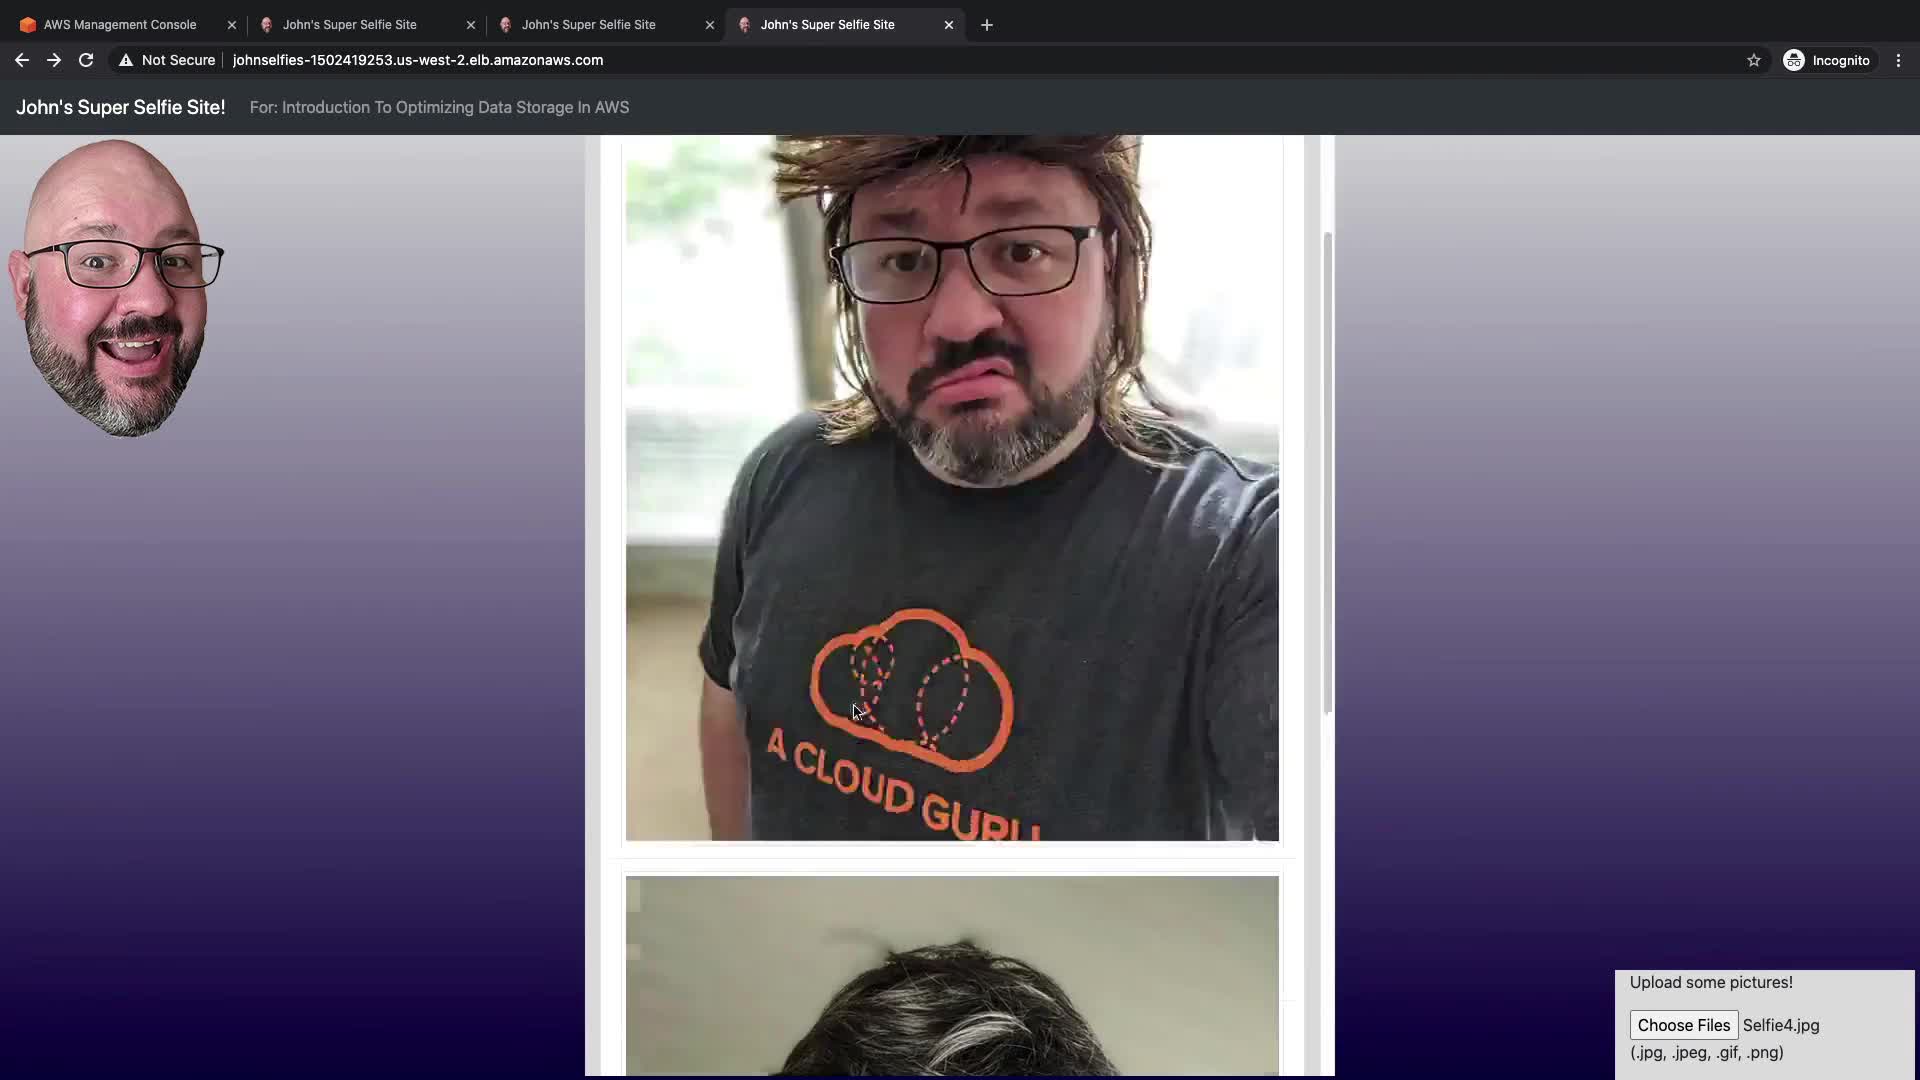 AWS Management Console
John's Super Selfie Site
John's Super Selfie Site
John's Super Selfie Site
Not Secure
johnselfies-1502419253.us-west-2.elb.amazonaws.com
Incognito
John's Super Selfie Site!
For: Introduction To Optimizing Data Storage In AWS
A CLOUD GURU
Upload some pictures!
Choose Files Selfie4.jpg
(.jpg, .jpeg, .gif, .png)